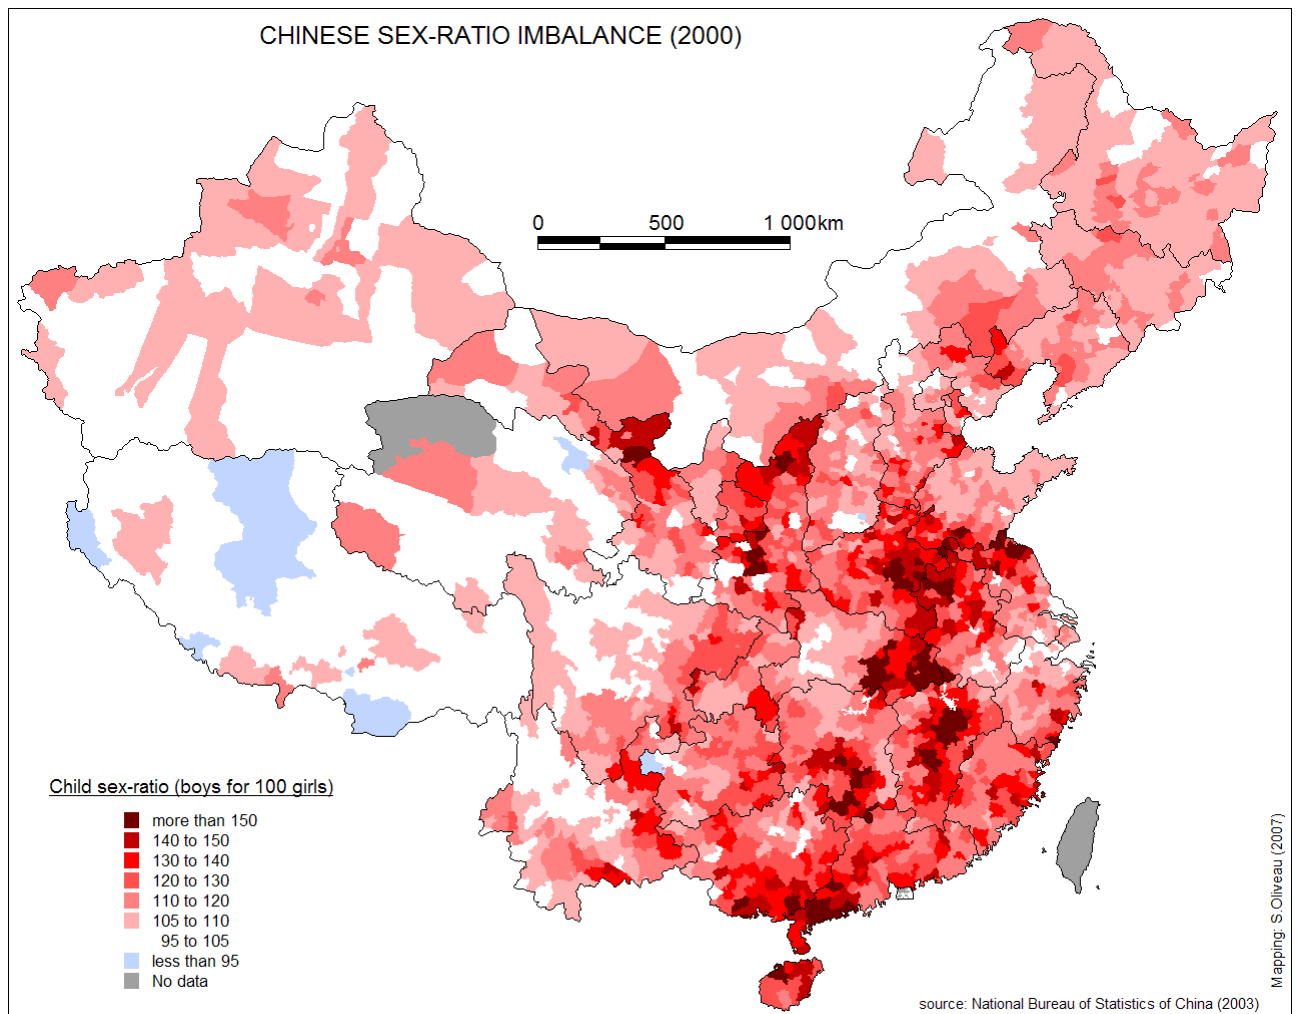 CHINESE SEX-RATIO IMBALANCE (2000)
0 500 1 000km
Child sex-ratio (boys for 100 girls)
more than 150
140 to 150
130 to 140
120 to 130
110 to 120
105 to 110
95 to 105
less than 95
No data
Mapping: S.Oliveau (2007)
source: National Bureau of Statistics of China (2003)